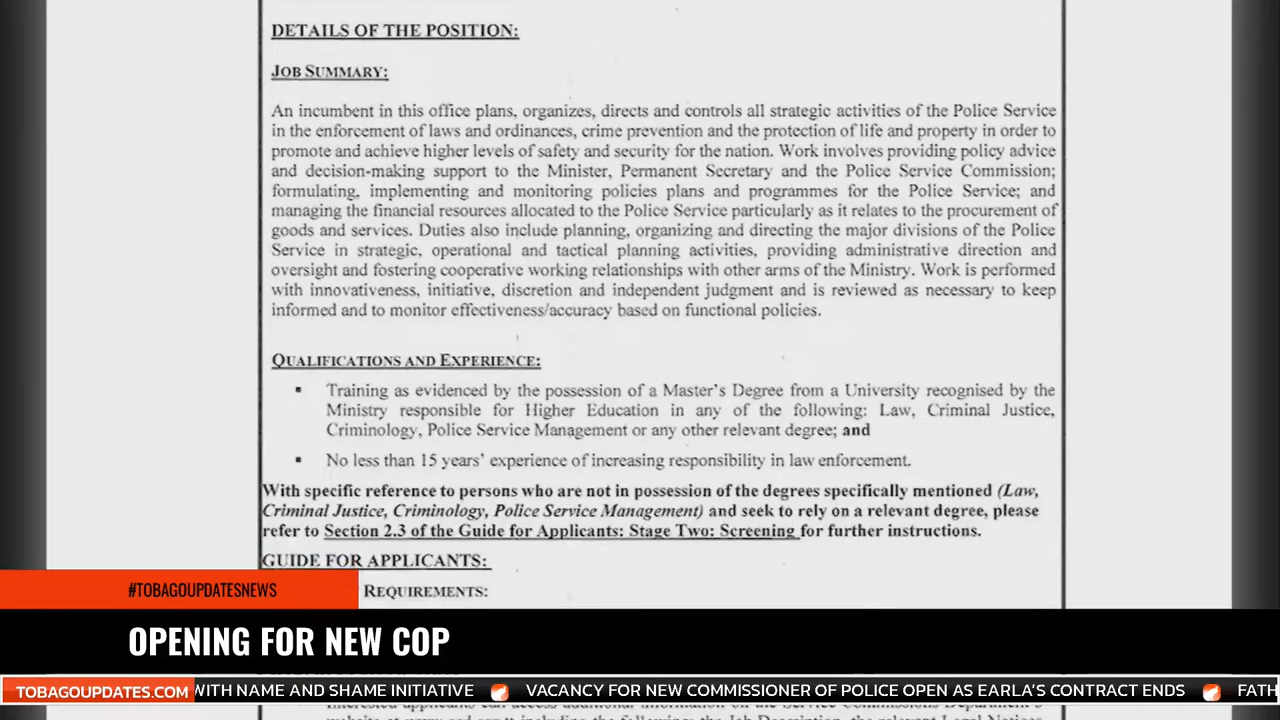 DETAILS OF THE POSITION:
JOB SUMMARY:
An incumbent in this office plans, organizes, directs and controls all strategic activities of the Police Service
in the enforcement of laws and ordinances, crime prevention and the protection of life and property in order to
promote and achieve higher levels of safety and security for the nation. Work involves providing policy advice
and decision-making support to the Minister, Permanent Secretary and the Police Service Commission;
formulating, implementing and monitoring policies plans and programmes for the Police Service; and
managing the financial resources allocated to the Police Service particularly as it relates to the procurement of
goods and services. Duties also include planning, organizing and directing the major divisions of the Police
Service in strategic, operational and tactical planning activities, providing administrative direction and
oversight and fostering cooperative working relationships with other arms of the Ministry. Work is performed
with innovativeness, initiative, discretion and independent judgment and is reviewed as necessary to keep
informed and to monitor effectiveness/accuracy based on functional policies.
QUALIFICATIONS AND EXPERIENCE:
▪ Training as evidenced by the possession of a Master's Degree from a University recognised by the
Ministry responsible for Higher Education in any of the following: Law, Criminal Justice,
Criminology, Police Service Management or any other relevant degree; and
▪ No less than 15 years' experience of increasing responsibility in law enforcement.
With specific reference to persons who are not in possession of the degrees specifically mentioned (Law,
Criminal Justice, Criminology, Police Service Management) and seek to rely on a relevant degree, please
refer to Section 2.3 of the Guide for Applicants: Stage Two: Screening for further instructions.
GUIDE FOR APPLICANTS:
REQUIREMENTS:
#TOBAGOUPDATESNEWS
OPENING FOR NEW COP
TOBAGOUPDATES.COM WITH NAME AND SHAME INITIATIVE VACANCY FOR NEW COMMISSIONER OF POLICE OPEN AS EARLA'S CONTRACT ENDS FATH